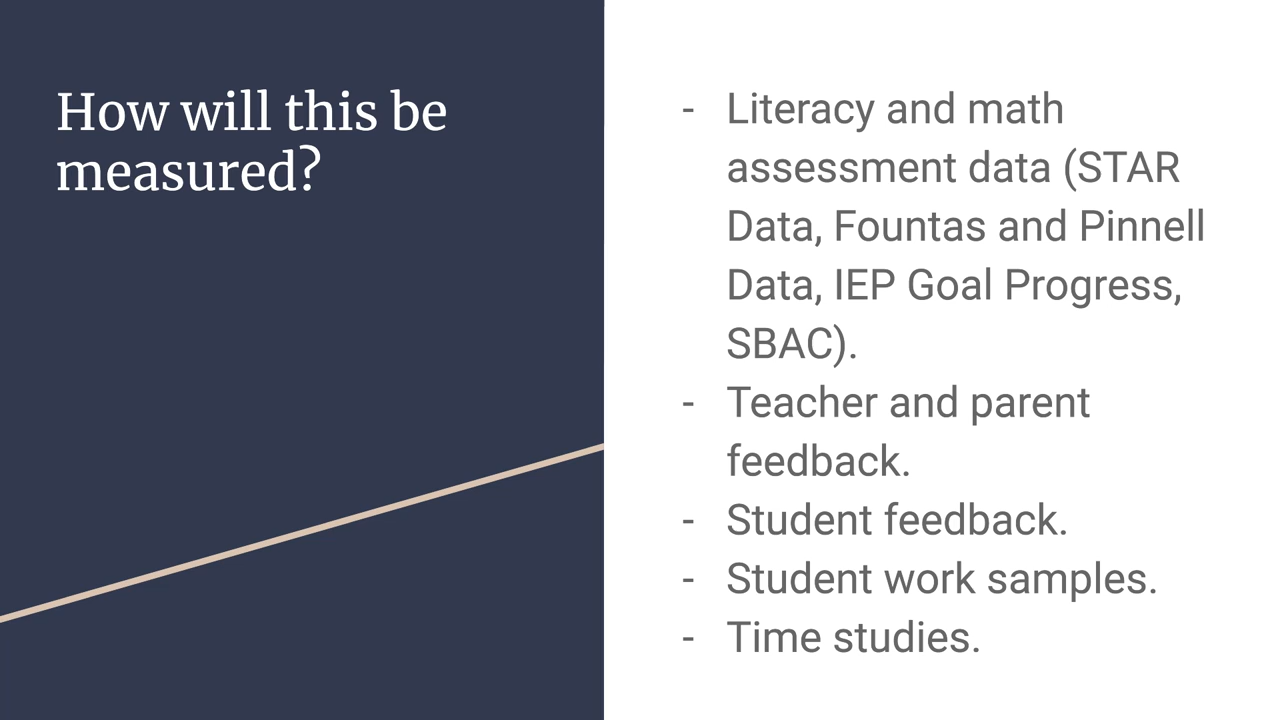 How will this be
measured?
- Literacy and math
assessment data (STAR
Data, Fountas and Pinnell
Data, IEP Goal Progress,
SBAC).
- Teacher and parent
feedback.
- Student feedback.
- Student work samples.
- Time studies.